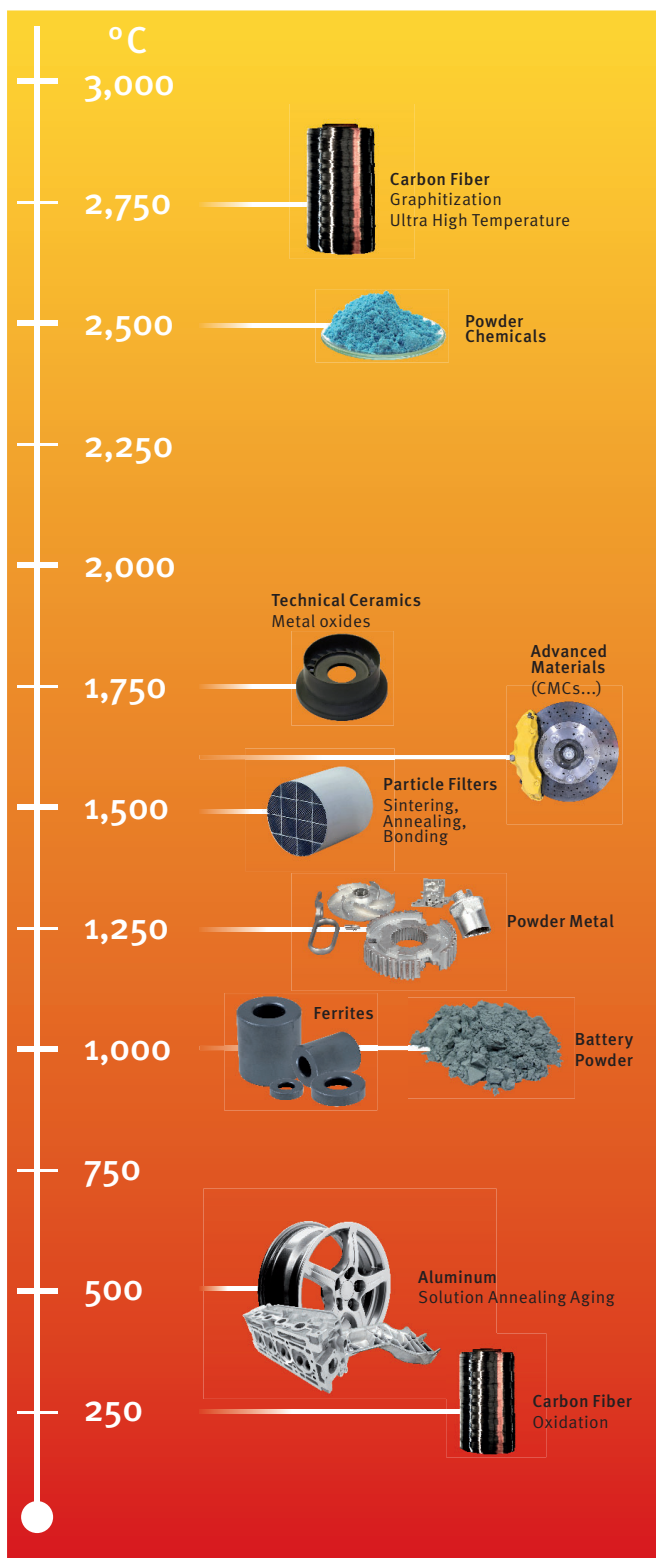 °C
3,000
Carbon Fiber
Graphitization
Ultra High Temperature
2,750
Powder
Chemicals
2,500
2,250
2,000
Technical Ceramics
Metal oxides
Advanced
Materials
(CMCs...)
1,750
Particle Filters
Sintering,
Annealing,
Bonding
1,500
Powder Metal
1,250
Ferrites
Battery
Powder
1,000
750
Aluminum
Solution Annealing Aging
500
Carbon Fiber
Oxidation
250